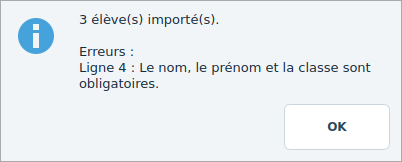 3 élève(s) importé(s).
Erreurs :
Ligne 4 : Le nom, le prénom et la classe sont
obligatoires.
OK